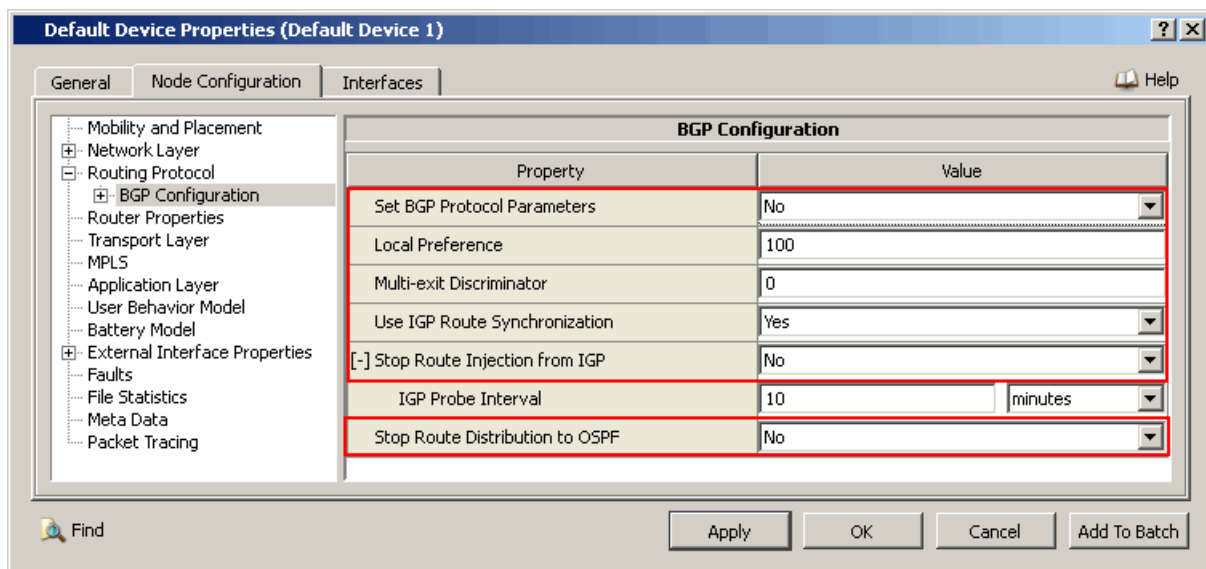 Default Device Properties (Default Device 1)
General Node Configuration Interfaces Help
Mobility and Placement
Network Layer
Routing Protocol
BGP Configuration
Router Properties
Transport Layer
MPLS
Application Layer
User Behavior Model
Battery Model
External Interface Properties
Faults
File Statistics
Meta Data
Packet Tracing
BGP Configuration
Property Value
Set BGP Protocol Parameters No
Local Preference 100
Multi-exit Discriminator 0
Use IGP Route Synchronization Yes
[-] Stop Route Injection from IGP No
IGP Probe Interval 10 minutes
Stop Route Distribution to OSPF No
Find Apply OK Cancel Add To Batch